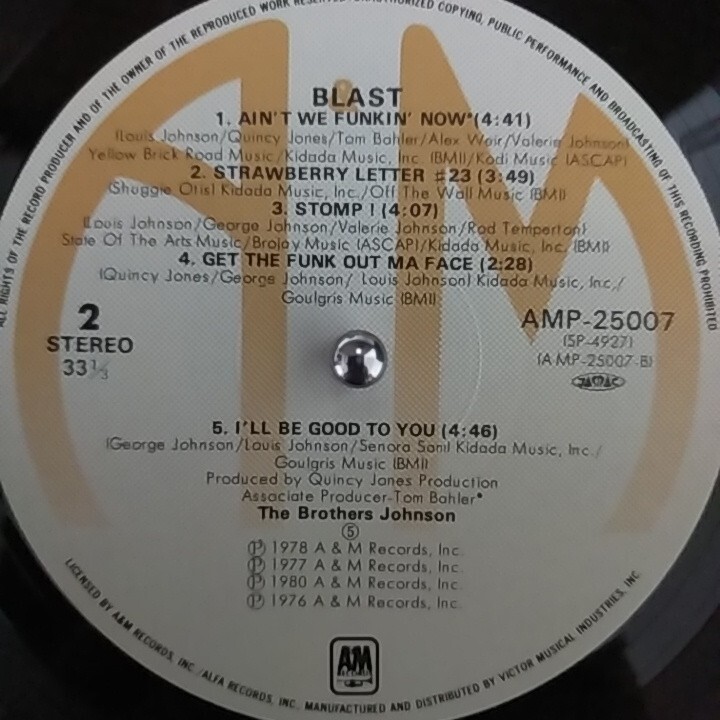 ALL RIGHTS OF THE RECORD PRODUCER AND OF THE OWNER OF THE REPRODUCED WORK COPYING, PUBLIC PERFORMANCE AND BROADCASTING OF THIS RECORD PROHIBITED
BLAST
1. AIN'T WE FUNKIN' NOW*(4:41)
(Louis Johnson/Quincy Jones/Tom Bahler/Alex Weir/Valerie Johnson)
Yellow Brick Road Music/Kidada Music, Inc. (BMI)/Kodi Music (ASCAP)
2. STRAWBERRY LETTER #23 (3:49)
(Shuggie Otis) Kidada Music, Inc./Off The Wall Music (BMI)
3. STOMP! (4:07)
(Louis Johnson/George Johnson/Valerie Johnson/Rod Temperton)
State Of The Arts Music/Brojay Music (ASCAP)/Kidada Music, Inc. (BMI)
4. GET THE FUNK OUT MA FACE (2:28)
(Quincy Jones/George Johnson/ Louis Johnson) Kidada Music, Inc./
Goulgris Music (BMI)
2
STEREO
33⅓
AMP-25007
(SP-4927)
(AMP-25007-B)
5. I'LL BE GOOD TO YOU (4:46)
(George Johnson/Louis Johnson/Senora Sam) Kidada Music, Inc./
Goulgris Music (BMI)
Produced by Quincy Jones Production
Associate Producer-Tom Bahler*
The Brothers Johnson
⑤
Ⓟ 1978 A & M Records, Inc.
Ⓟ 1977 A & M Records, Inc.
Ⓟ 1980 A & M Records, Inc.
Ⓟ 1976 A & M Records, Inc.
A&M
LICENSED BY A&M RECORDS, INC./ALFA RECORDS, INC. MANUFACTURED AND DISTRIBUTED BY VICTOR MUSICAL INDUSTRIES, INC.